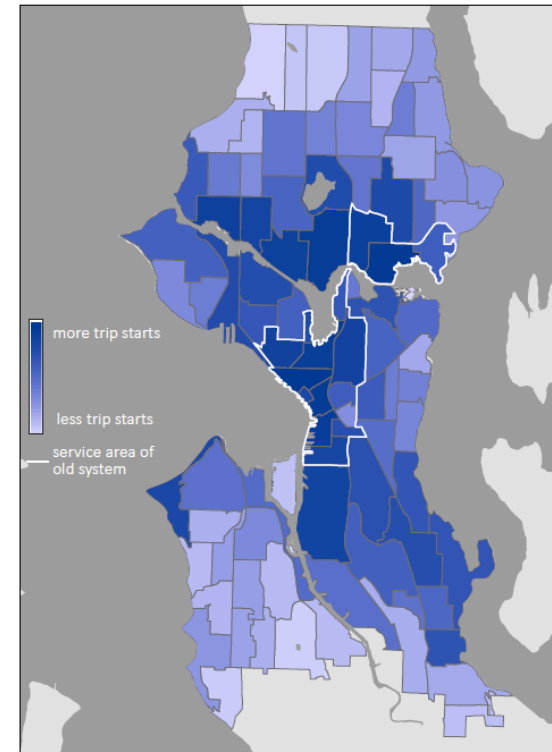 more trip starts
less trip starts
service area of
old system